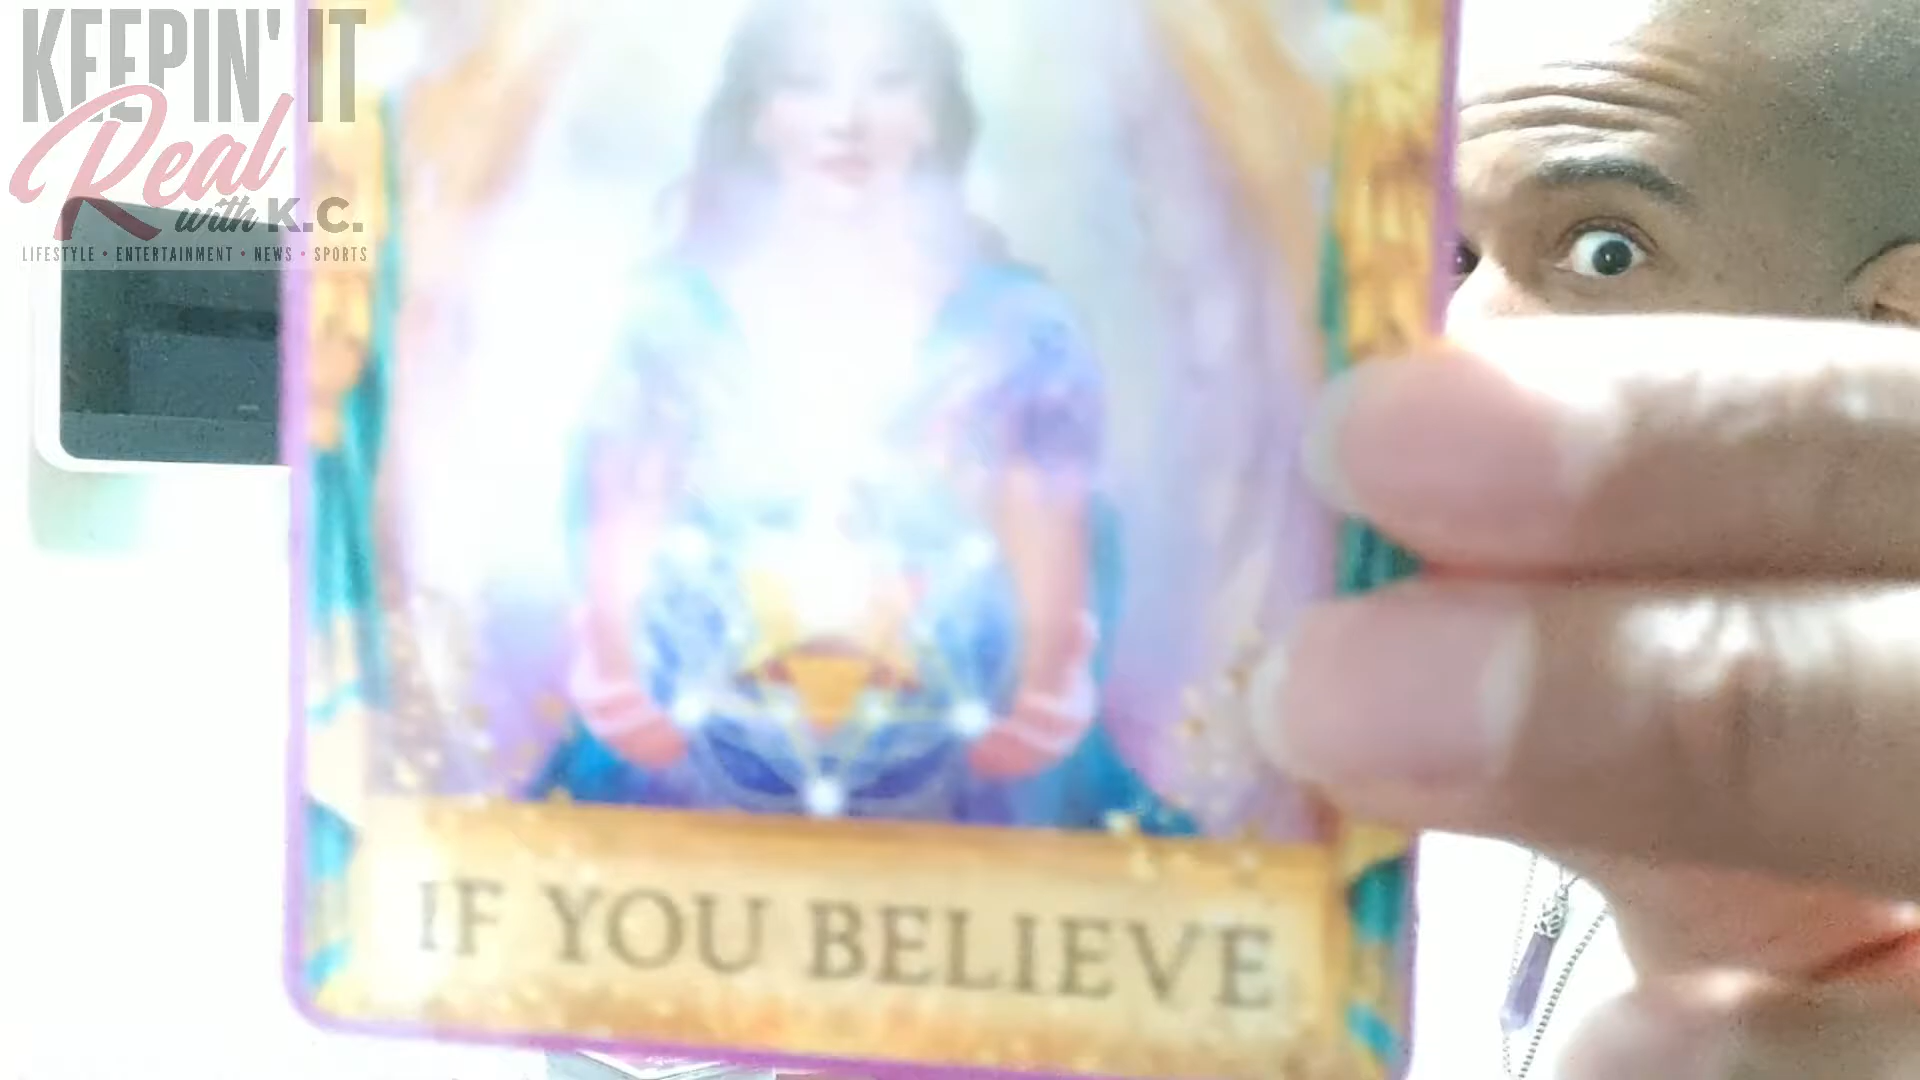 KEEPIN' IT
Real
with K.C.
LIFESTYLE • ENTERTAINMENT • NEWS • SPORTS
IF YOU BELIEVE